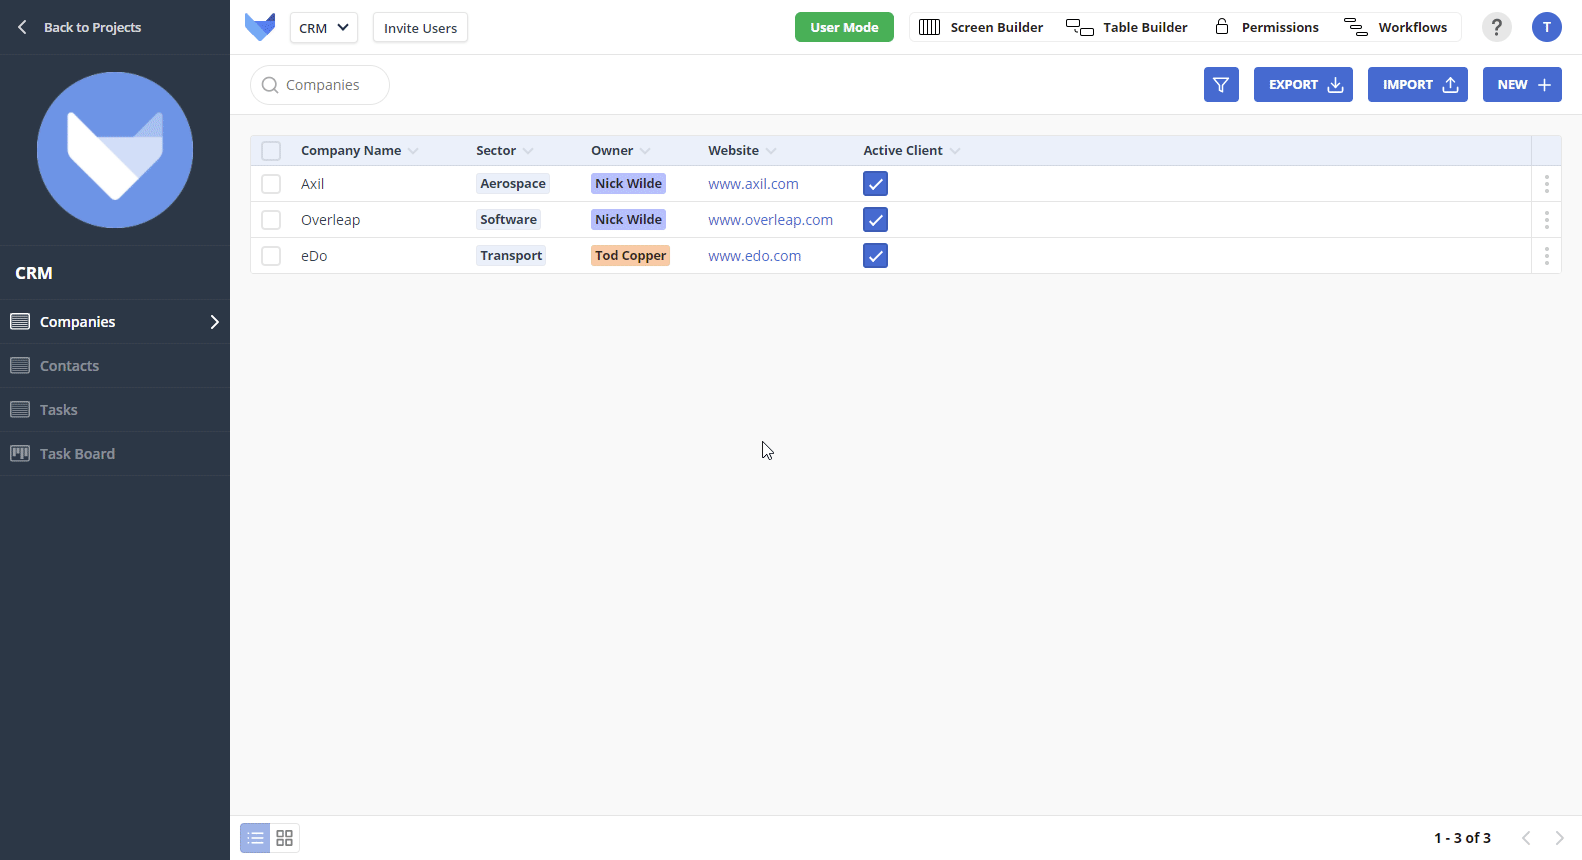 Back to Projects
CRM
Invite Users
User Mode
Screen Builder
Table Builder
Permissions
Workflows
?
T
Companies
EXPORT
IMPORT
NEW
CRM
Companies
Contacts
Tasks
Task Board
Company Name Sector Owner Website Active Client
Axil Aerospace Nick Wilde www.axil.com
Overleap Software Nick Wilde www.overleap.com
eDo Transport Tod Copper www.edo.com
1 - 3 of 3